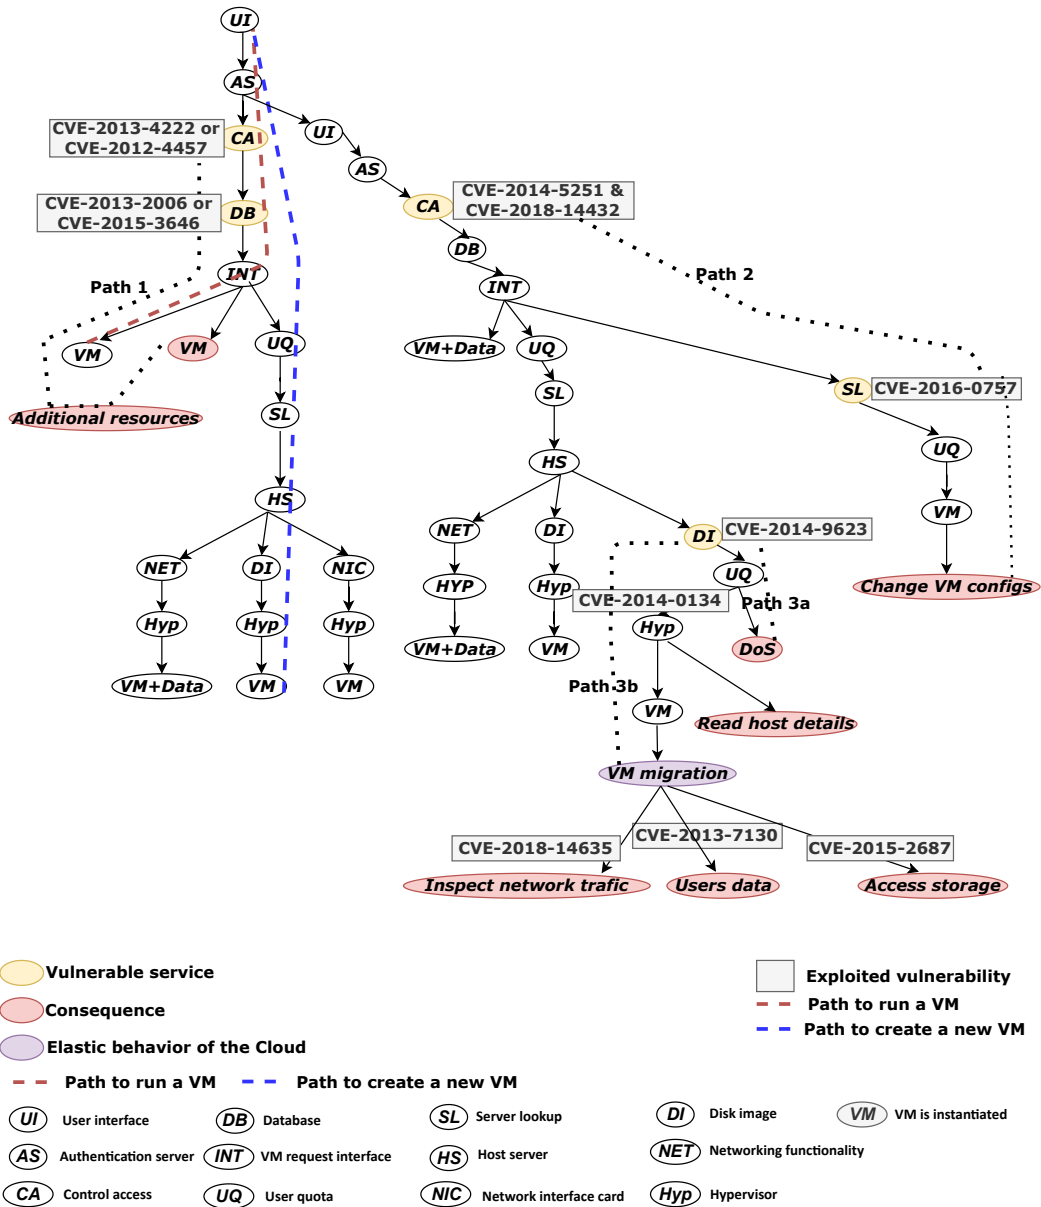 UI
AS
CVE-2013-4222 or
CVE-2012-4457
CA
UI
AS
CVE-2013-2006 or
CVE-2015-3646
DB
CA
CVE-2014-5251 &
CVE-2018-14432
DB
INT
Path 1
INT
Path 2
VM
VM
UQ
VM+Data
UQ
SL
CVE-2016-0757
Additional resources
SL
SL
UQ
HS
HS
VM
NET
DI
DI
CVE-2014-9623
NET
DI
NIC
HYP
Hyp
UQ
Change VM configs
CVE-2014-0134
Path 3a
Hyp
Hyp
Hyp
Hyp
VM+Data
VM
DoS
VM+Data
VM
VM
Path 3b
VM
Read host details
VM migration
CVE-2018-14635
CVE-2013-7130
CVE-2015-2687
Inspect network trafic
Users data
Access storage
Vulnerable service
Exploited vulnerability
Consequence
Path to run a VM
Path to create a new VM
Elastic behavior of the Cloud
Path to run a VM
Path to create a new VM
UI User interface
DB Database
SL Server lookup
DI Disk image
VM VM is instantiated
AS Authentication server
INT VM request interface
HS Host server
NET Networking functionality
CA Control access
UQ User quota
NIC Network interface card
Hyp Hypervisor